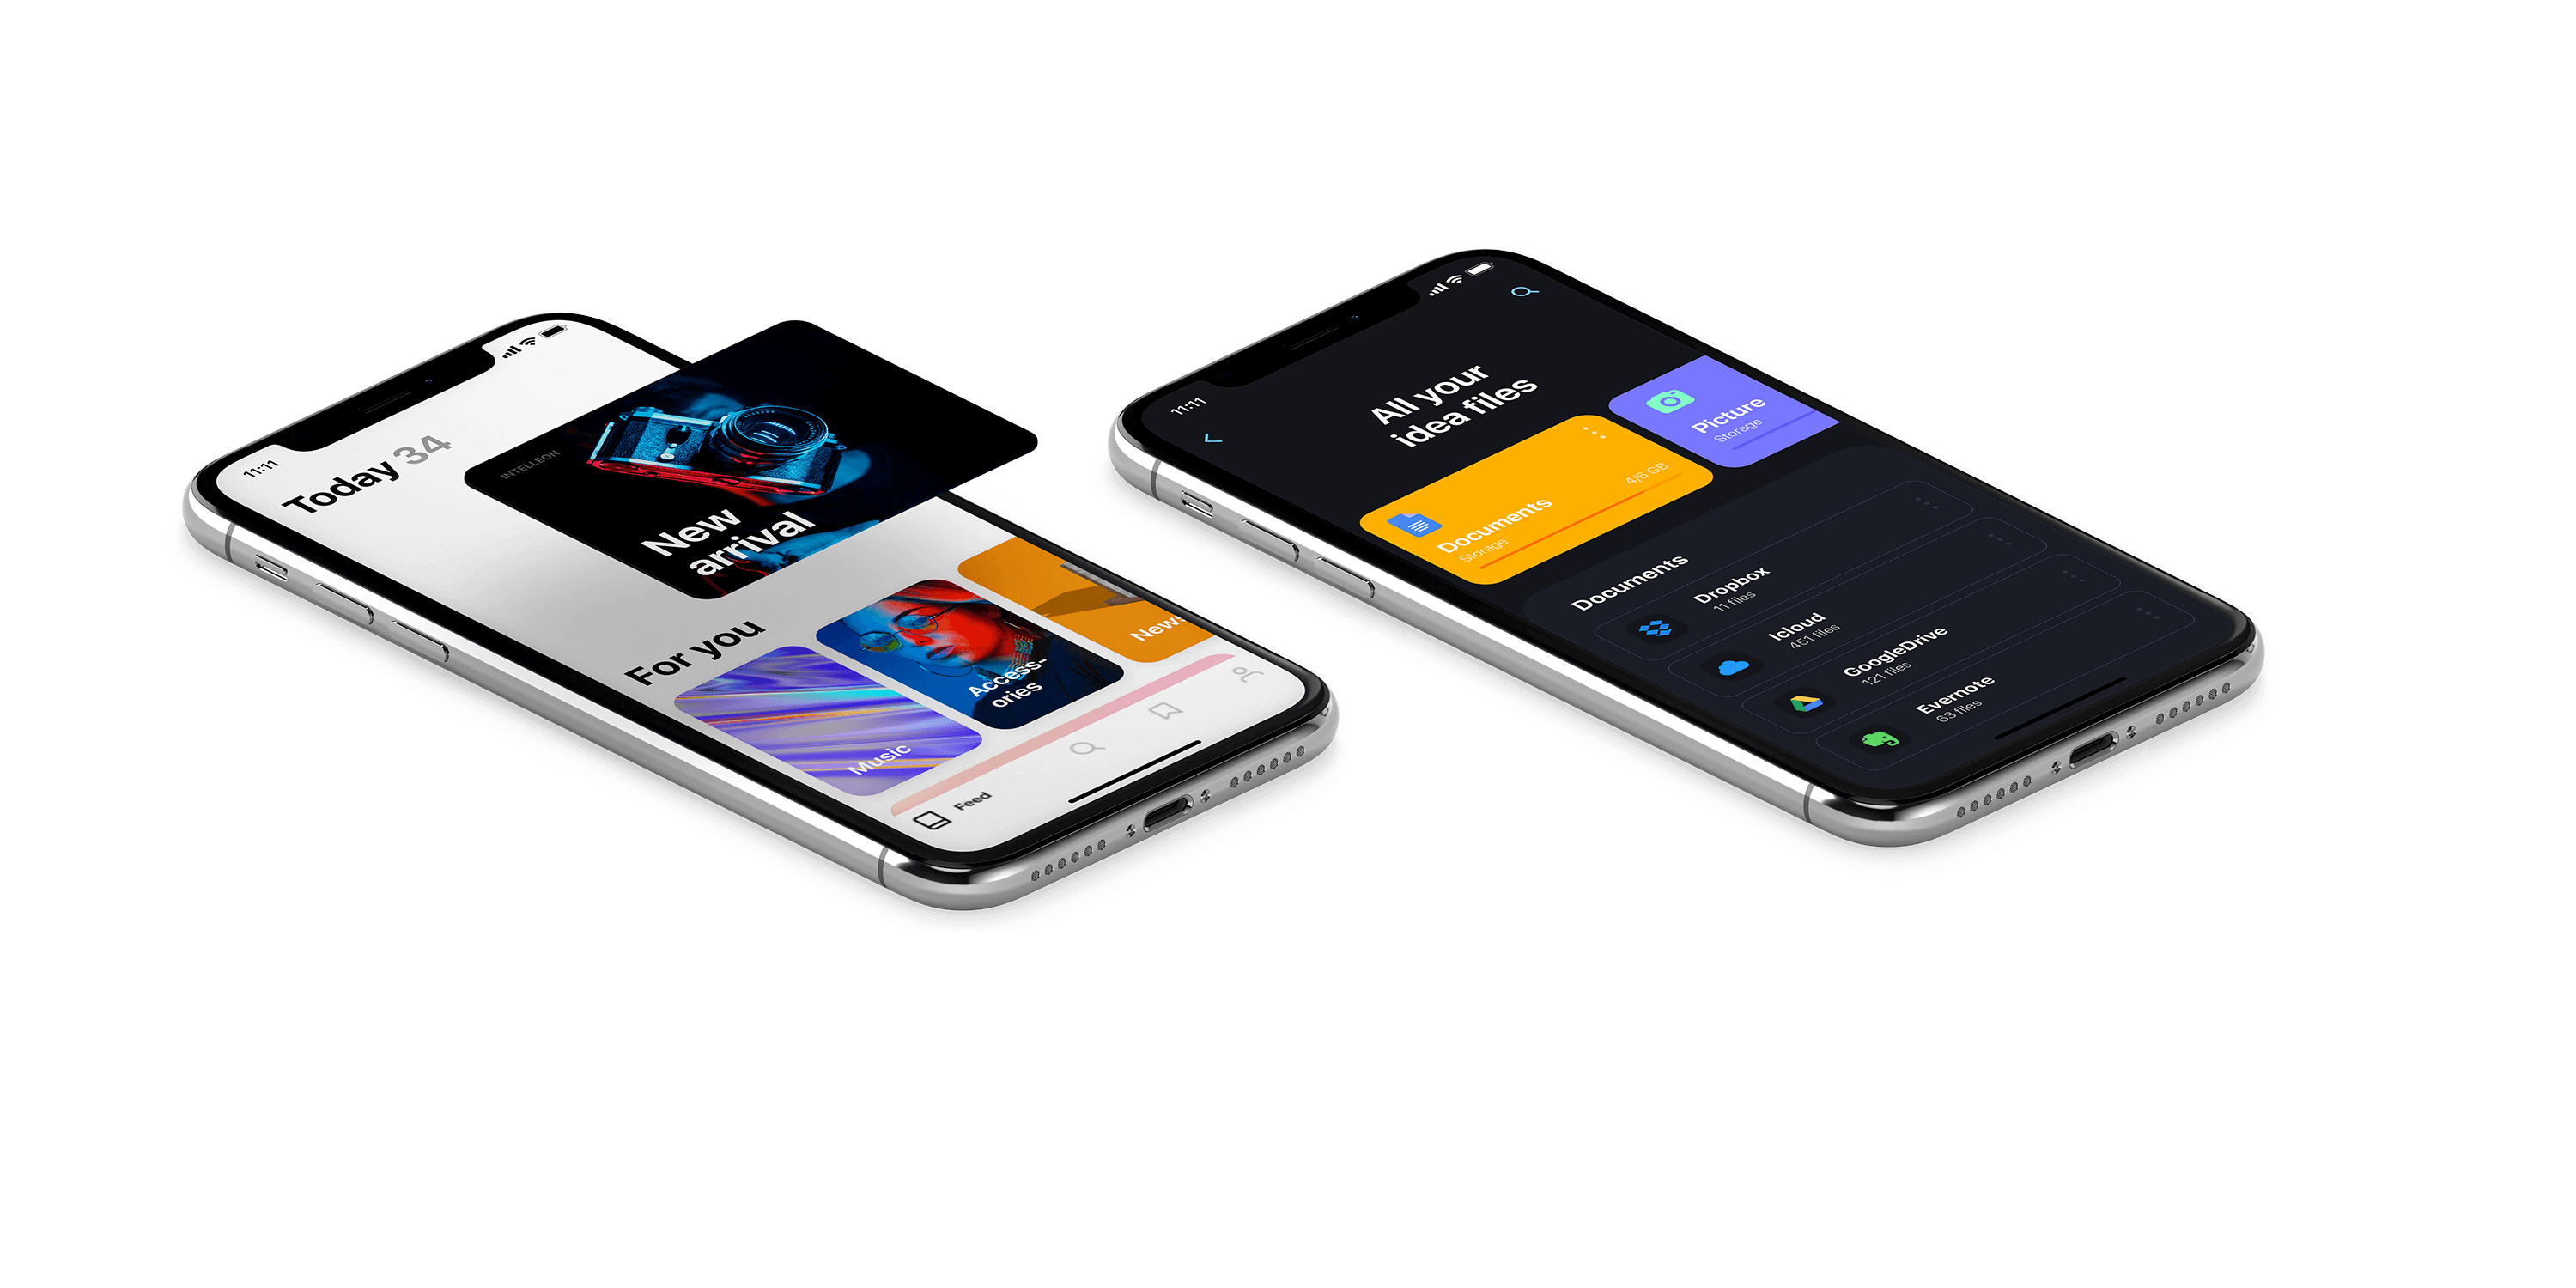 11:11
Today 34
INTELLEON
New
arrival
For you
Music
Access-
ories
News
Feed
11:11
All your
idea files
Documents
Storage
4/6 GB
Picture
Storage
Documents
Dropbox
11 files
Icloud
451 files
GoogleDrive
121 files
Evernote
63 files